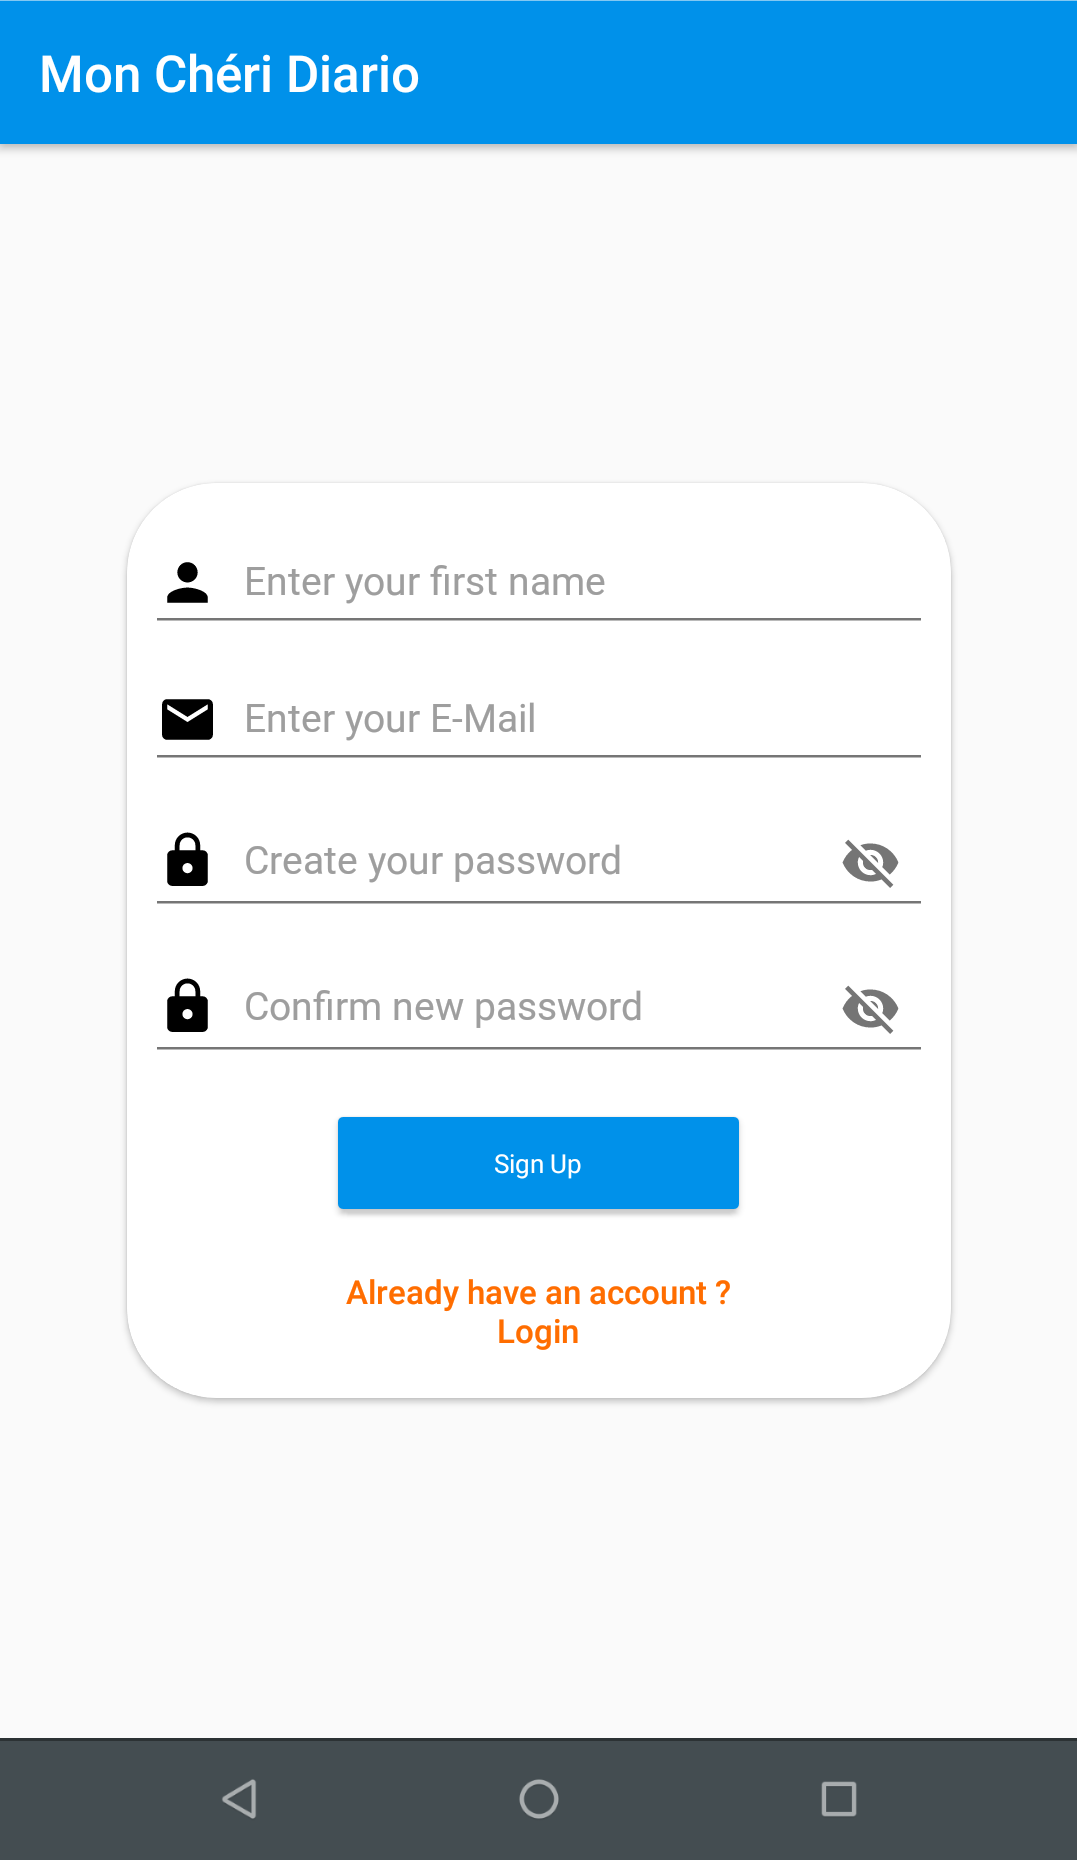 Mon Chéri Diario
Enter your first name
Enter your E-Mail
Create your password
Confirm new password
Sign Up
Already have an account ?
Login